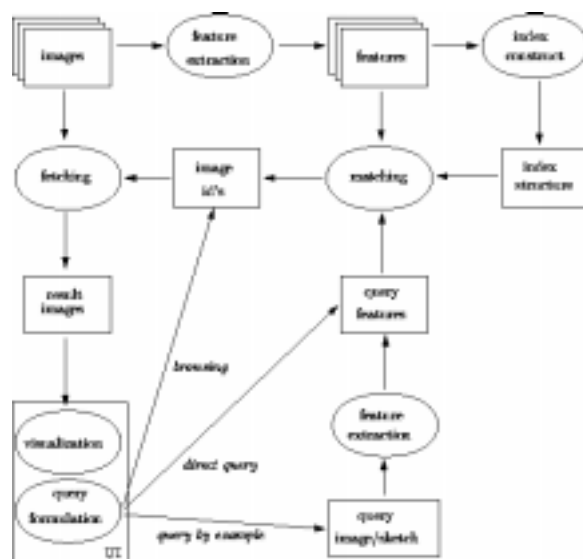 images
feature
extraction
features
index
construct
fetching
image
id's
matching
index
structure
result
images
query
features
browsing
visualization
feature
extraction
direct query
query
formulation
query by example
query
image/sketch
UI